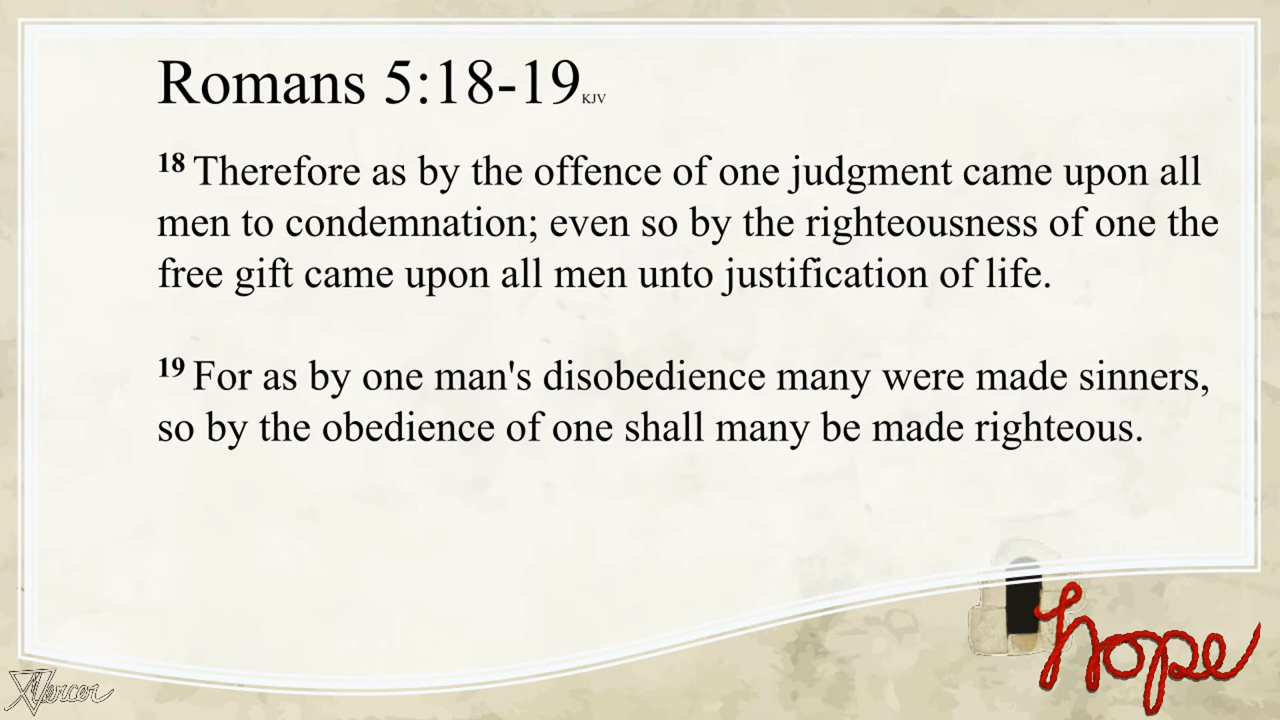 Romans 5:18-19 KJV
18 Therefore as by the offence of one judgment came upon all
men to condemnation; even so by the righteousness of one the
free gift came upon all men unto justification of life.
19 For as by one man's disobedience many were made sinners,
so by the obedience of one shall many be made righteous.
hope